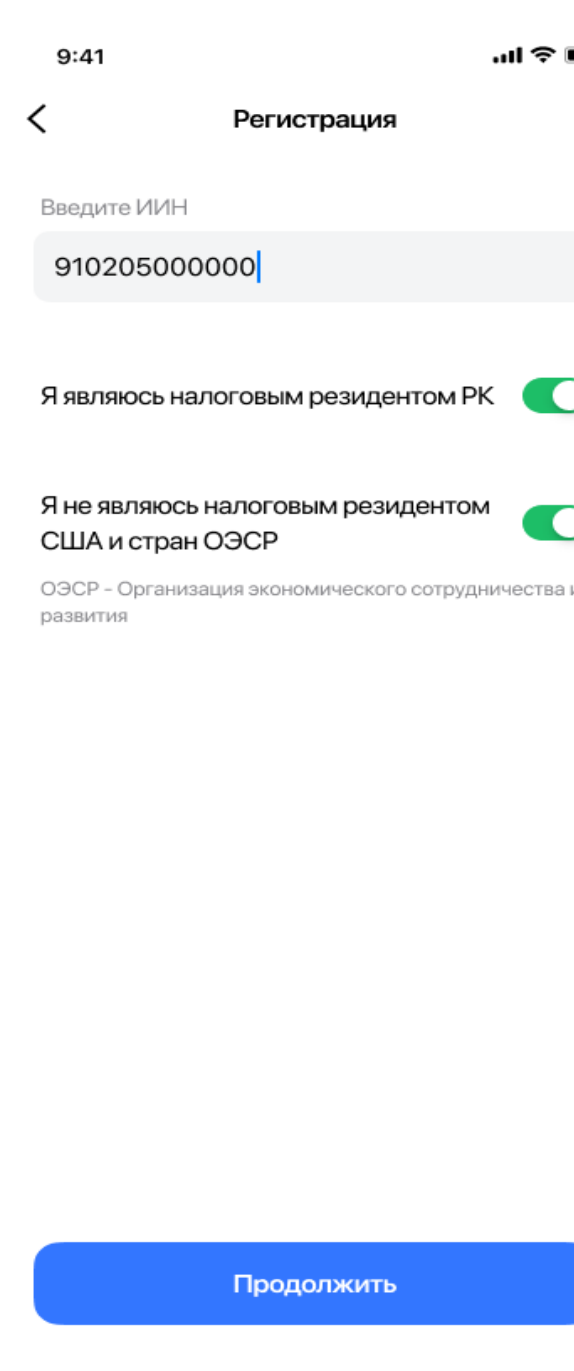 9:41
Регистрация
Введите ИИН
910205000000
Я являюсь налоговым резидентом РК
Я не являюсь налоговым резидентом
США и стран ОЭСР
ОЭСР - Организация экономического сотрудничества и
развития
Продолжить